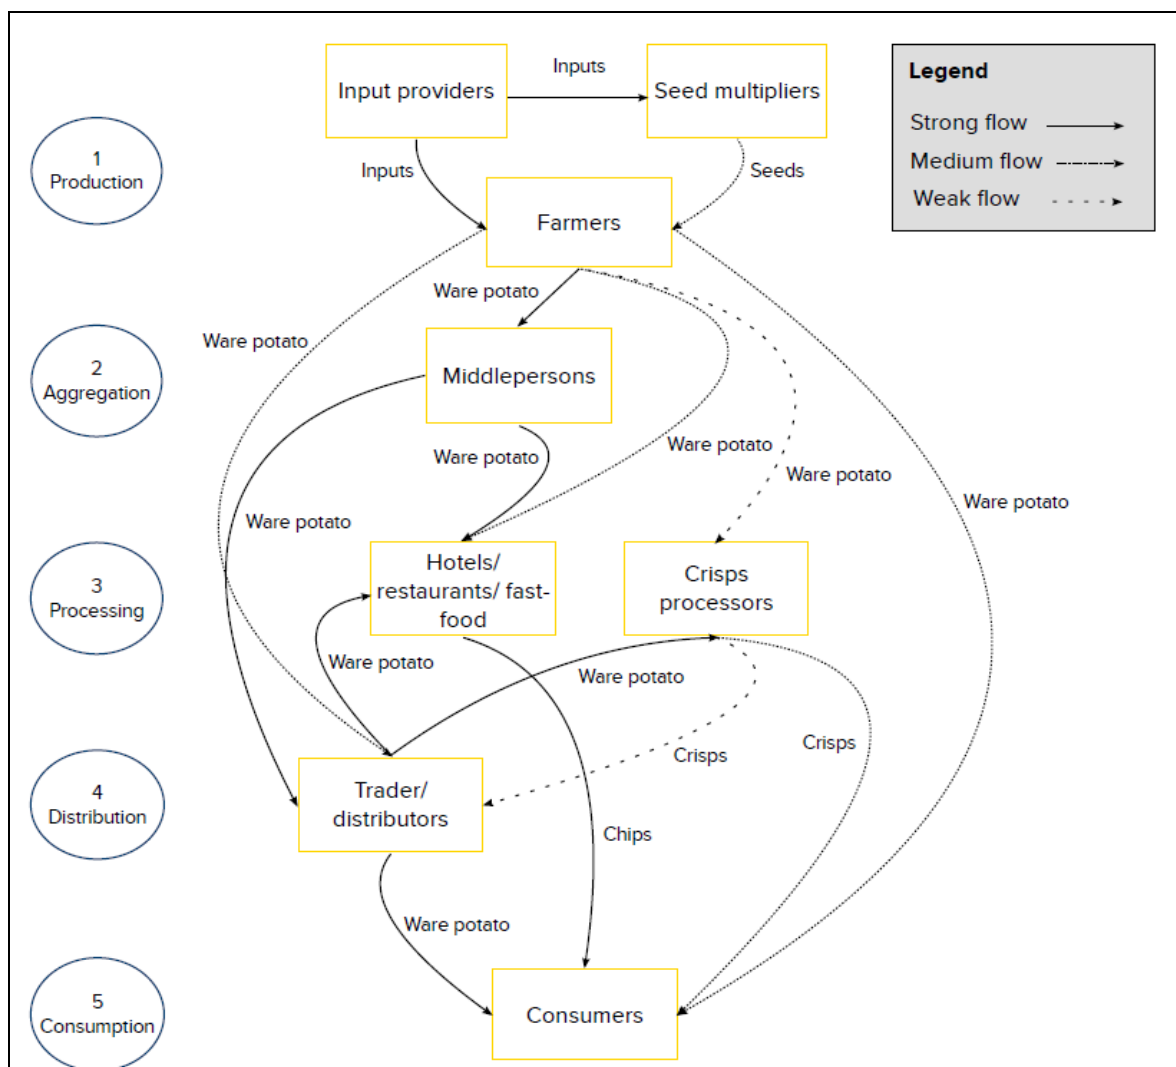 Inputs
Input providers
Seed multipliers
Legend
Strong flow
Medium flow
Weak flow
1
Production
Inputs
Seeds
Farmers
Ware potato
Ware potato
2
Aggregation
Middlepersons
Ware potato
Ware potato
Ware potato
Ware potato
Ware potato
3
Processing
Hotels/
restaurants/ fast-
food
Crisps
processors
Ware potato
Ware potato
Crisps
Crisps
4
Distribution
Trader/
distributors
Chips
Ware potato
5
Consumption
Consumers